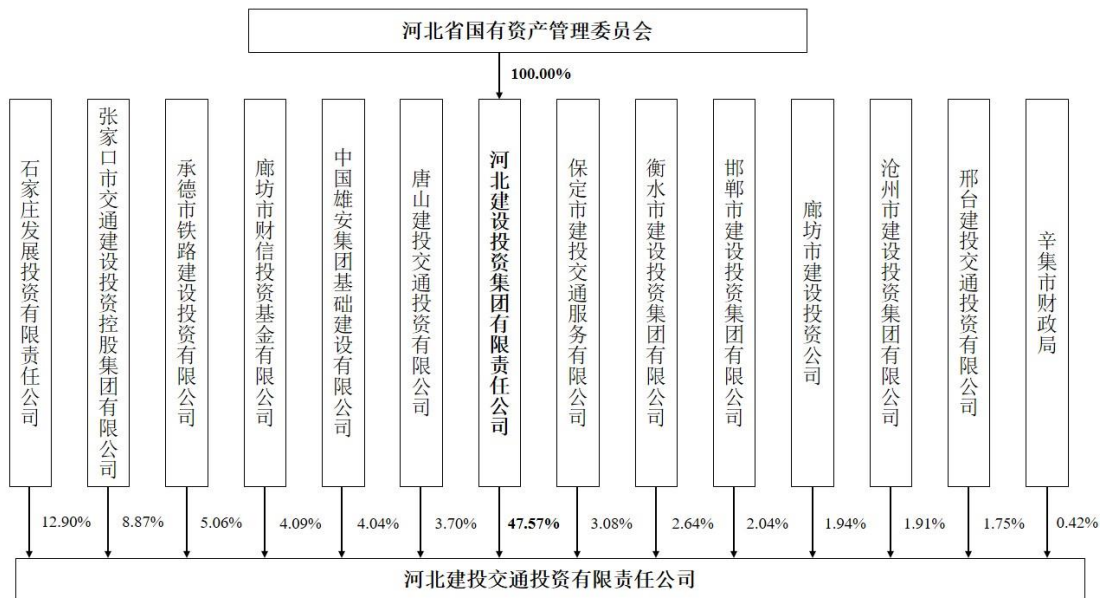 河北省国有资产管理委员会
100.00%
石家庄发展投资有限责任公司
张家口市交通建设投资控股集团有限公司
承德市铁路建设投资有限公司
廊坊市财信投资基金有限公司
中国雄安集团基础建设有限公司
唐山建投交通投资有限公司
河北建设投资集团有限责任公司
保定市建投交通服务有限公司
衡水市建设投资集团有限公司
邯郸市建设投资集团有限公司
廊坊市建设投资公司
沧州市建设投资集团有限公司
邢台建投交通投资有限公司
辛集市财政局
12.90%
8.87%
5.06%
4.09%
4.04%
3.70%
47.57%
3.08%
2.64%
2.04%
1.94%
1.91%
1.75%
0.42%
河北建投交通投资有限责任公司